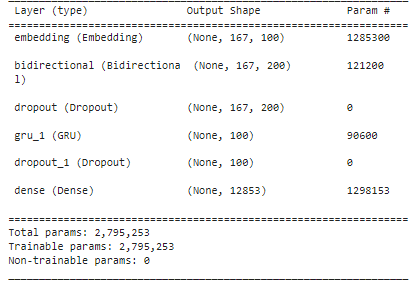 Layer (type) Output Shape Param #
embedding (Embedding) (None, 167, 100) 1285300
bidirectional (Bidirectiona (None, 167, 200) 121200
l)
dropout (Dropout) (None, 167, 200) 0
gru_1 (GRU) (None, 100) 90600
dropout_1 (Dropout) (None, 100) 0
dense (Dense) (None, 12853) 1298153
Total params: 2,795,253
Trainable params: 2,795,253
Non-trainable params: 0